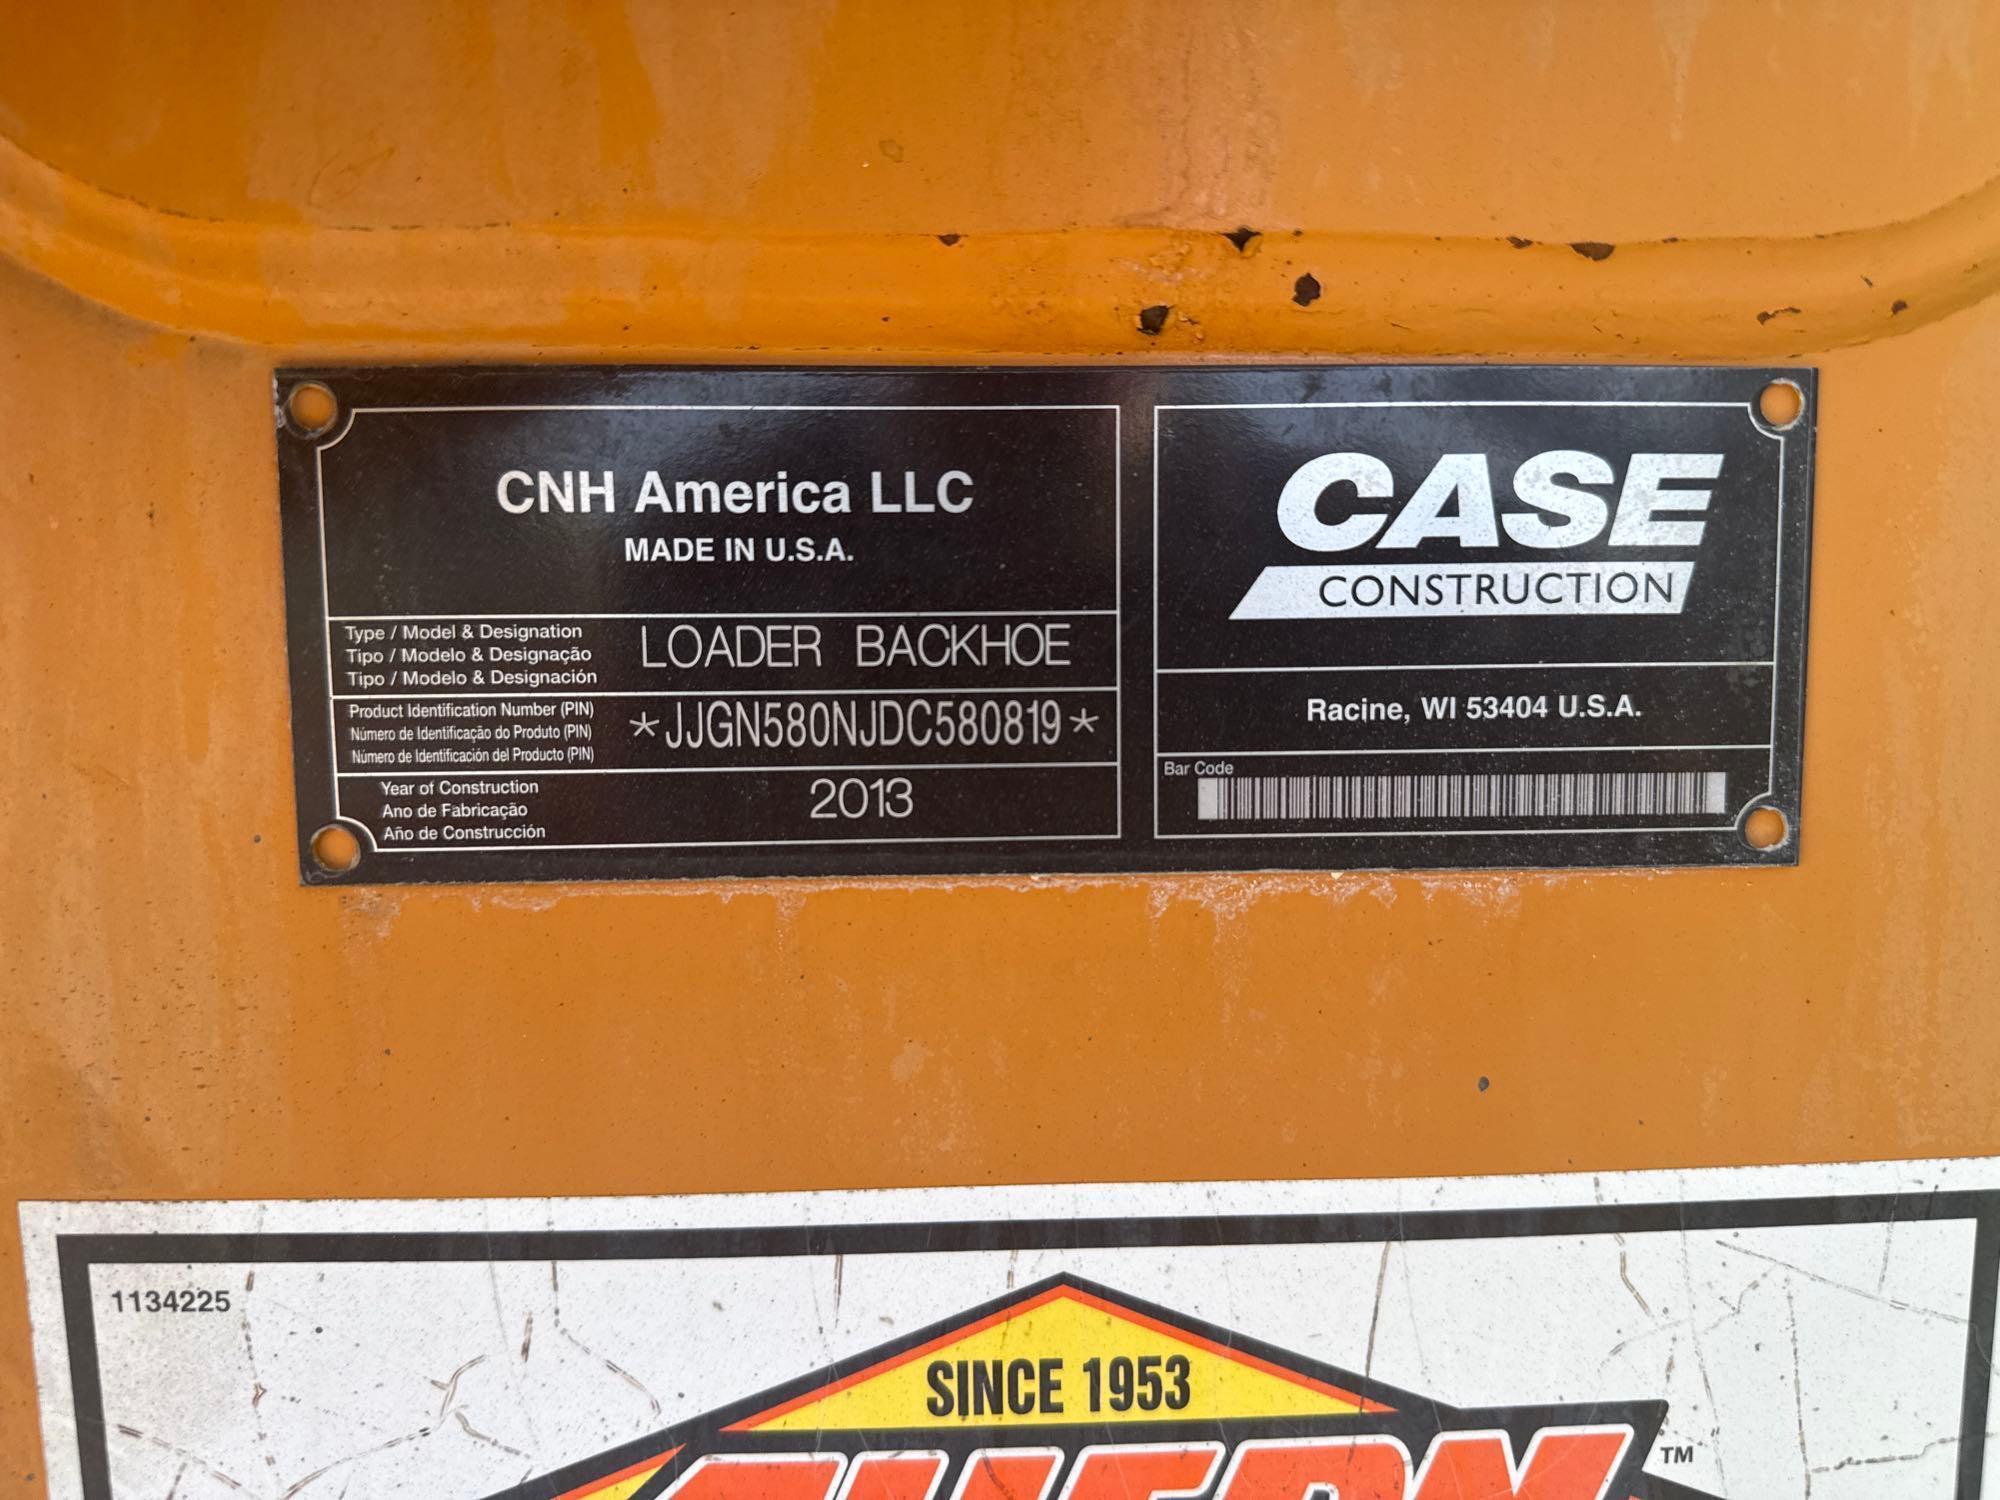 CNH America LLC
MADE IN U.S.A.
Type / Model & Designation
Tipo / Modelo & Designação
Tipo / Modelo & Designación
LOADER BACKHOE
Product Identification Number (PIN)
Número de Identificação do Produto (PIN)
Número de Identificación del Producto (PIN)
*JJGN580NJDC580819*
Year of Construction
Ano de Fabricação
Año de Construcción
2013
CASE
CONSTRUCTION
Racine, WI 53404 U.S.A.
Bar Code
1134225
SINCE 1953
TM